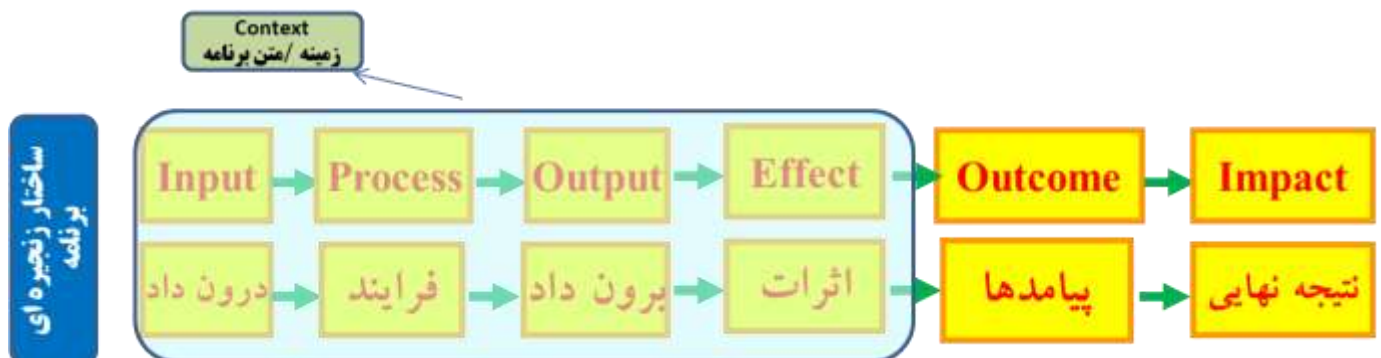 Context
زمینه /متن برنامه
ساختار زنجیره ای
برنامه
Input Process Output Effect Outcome Impact
درون داد فرایند برون داد اثرات پیامدها نتیجه نهایی